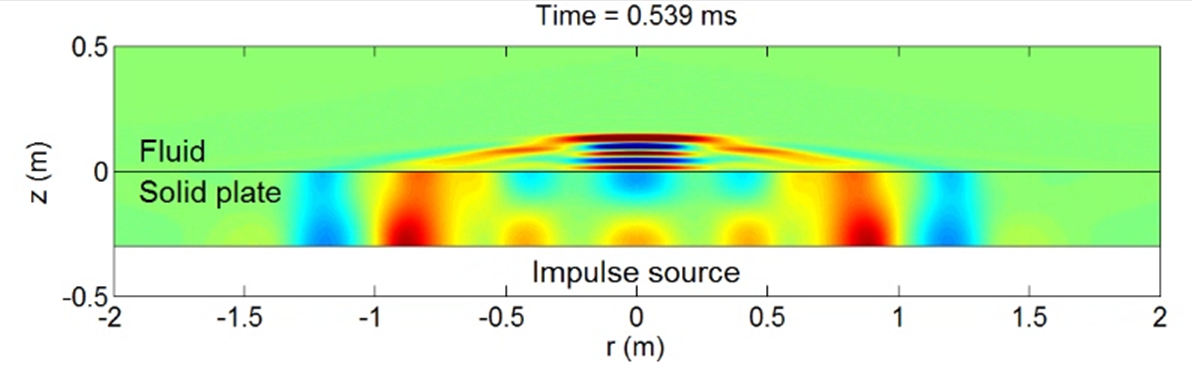 Time = 0.539 ms
0.5
Fluid
0
Solid plate
z (m)
Impulse source
-0.5
-2 -1.5 -1 -0.5 0 0.5 1 1.5 2
r (m)